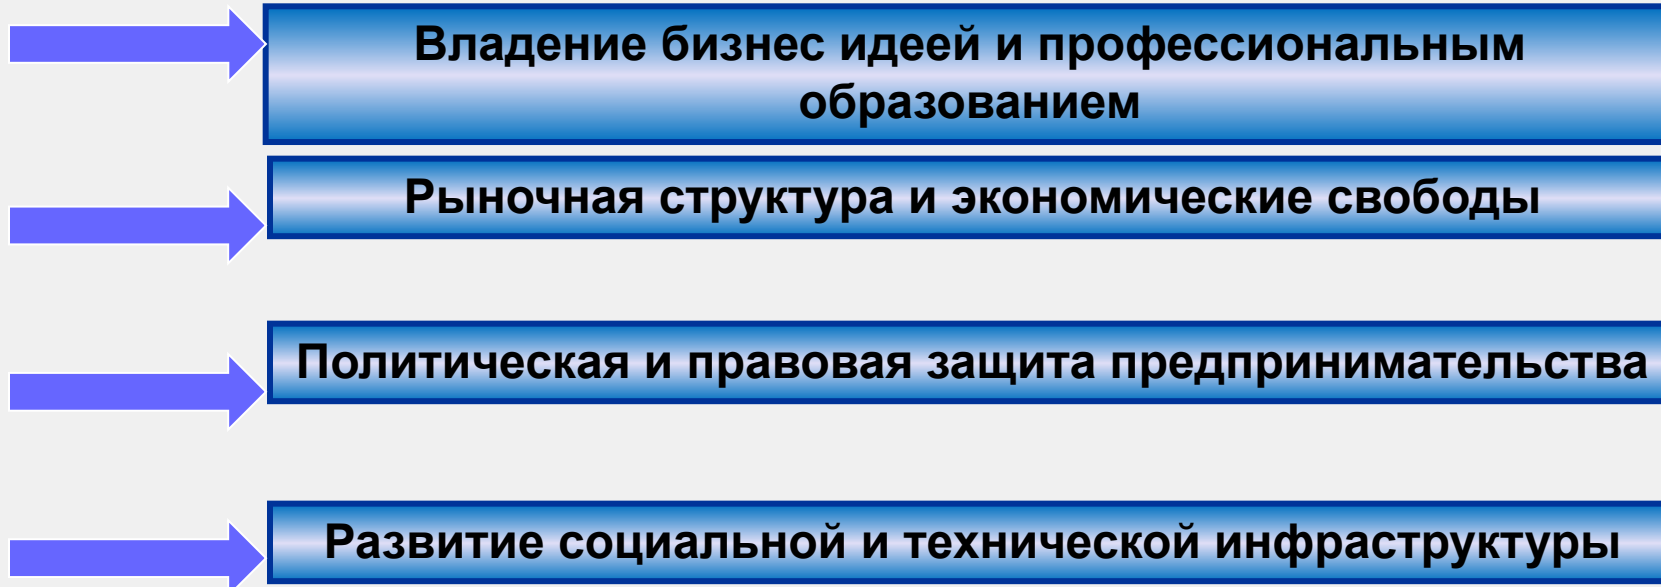 Владение бизнес идеей и профессиональным
образованием
Рыночная структура и экономические свободы
Политическая и правовая защита предпринимательства
Развитие социальной и технической инфраструктуры